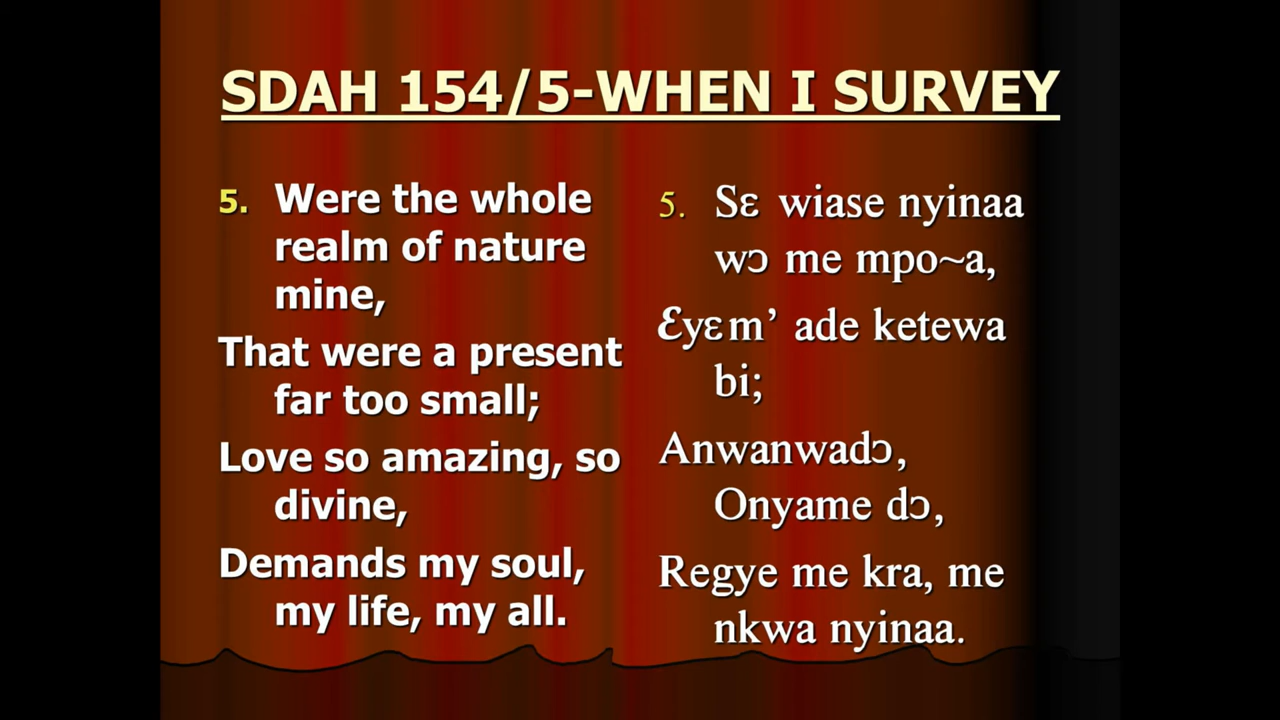 SDAH 154/5-WHEN I SURVEY
5. Were the whole
realm of nature
mine,
That were a present
far too small;
Love so amazing, so
divine,
Demands my soul,
my life, my all.
5. Sɛ wiase nyinaa
wɔ me mpo~a,
Ɛyɛ m’ ade ketewa
bi;
Anwanwadɔ,
Onyame dɔ,
Regye me kra, me
nkwa nyinaa.